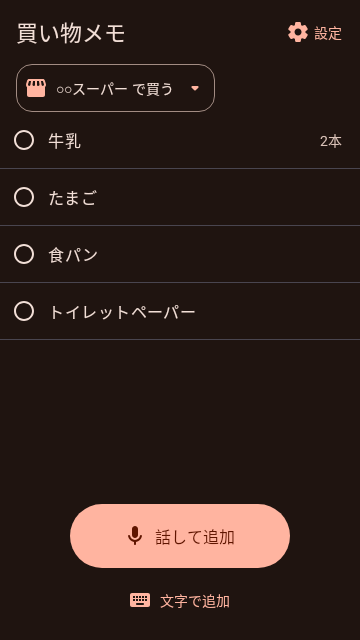 買い物メモ
設定
○○スーパー で買う
牛乳
2本
たまご
食パン
トイレットペーパー
話して追加
文字で追加